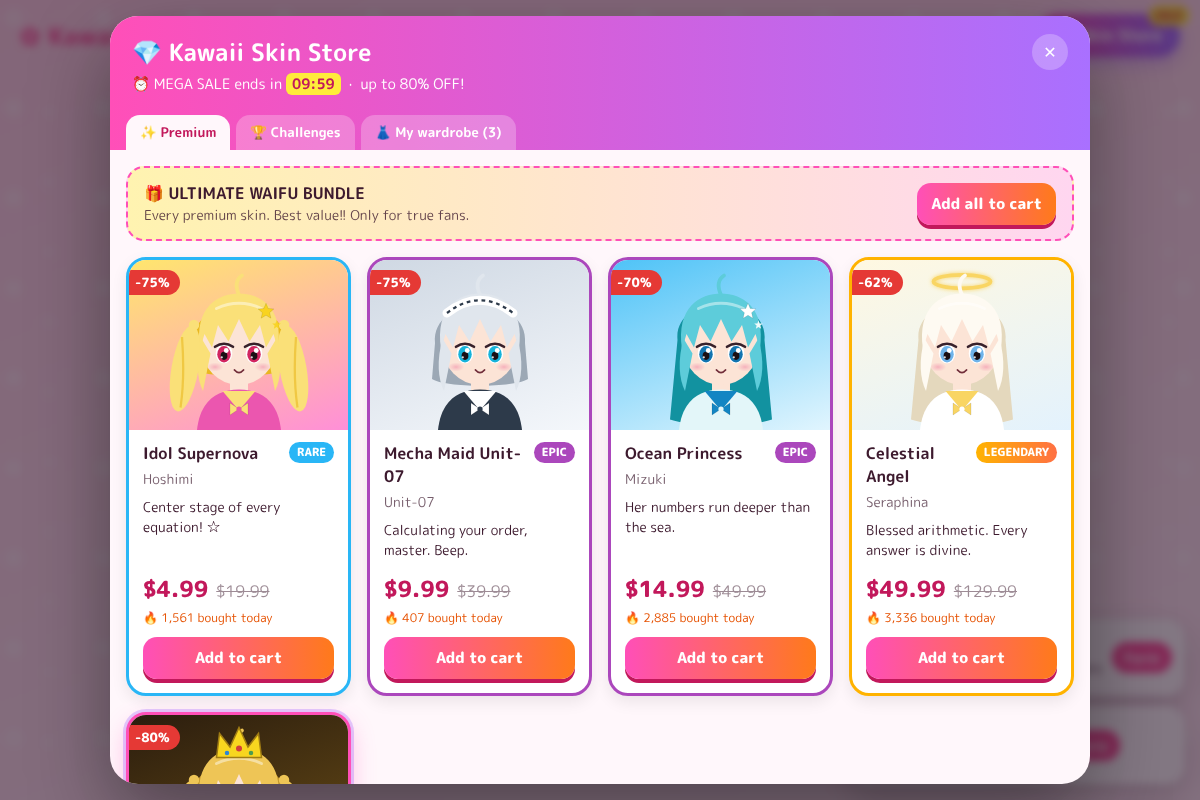 💎 Kawaii Skin Store
⏰ MEGA SALE ends in 09:59 · up to 80% OFF!
✨ Premium
🏆 Challenges
👗 My wardrobe (3)
🎁 ULTIMATE WAIFU BUNDLE
Every premium skin. Best value!! Only for true fans.
Add all to cart
-75%
Idol Supernova
RARE
Hoshimi
Center stage of every
equation! ☆
$4.99 $19.99
🔥 1,561 bought today
Add to cart
-75%
Mecha Maid Unit-
07
EPIC
Unit-07
Calculating your order,
master. Beep.
$9.99 $39.99
🔥 407 bought today
Add to cart
-70%
Ocean Princess
EPIC
Mizuki
Her numbers run deeper than
the sea.
$14.99 $49.99
🔥 2,885 bought today
Add to cart
-62%
Celestial
Angel
LEGENDARY
Seraphina
Blessed arithmetic. Every
answer is divine.
$49.99 $129.99
🔥 3,336 bought today
Add to cart
-80%